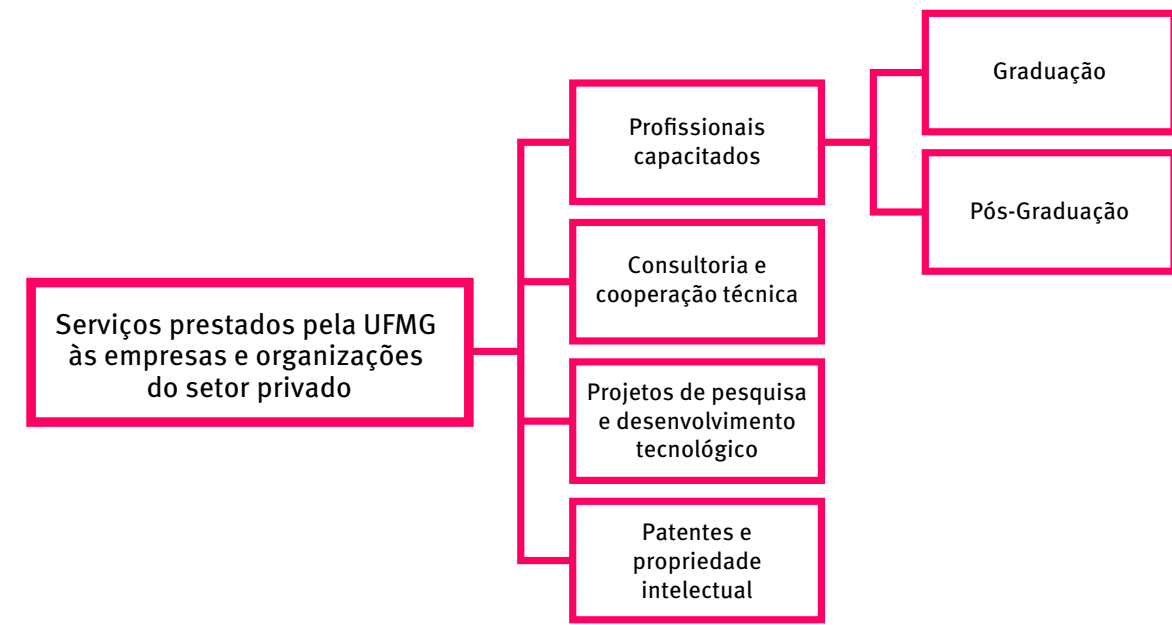 Serviços prestados pela UFMG
às empresas e organizações
do setor privado
Profissionais
capacitados
Graduação
Pós-Graduação
Consultoria e
cooperação técnica
Projetos de pesquisa
e desenvolvimento
tecnológico
Patentes e
propriedade
intelectual